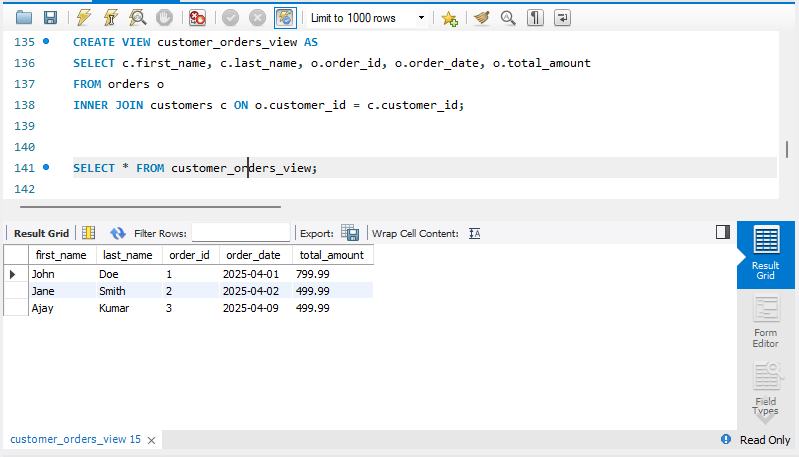 Limit to 1000 rows
135 CREATE VIEW customer_orders_view AS
136 SELECT c.first_name, c.last_name, o.order_id, o.order_date, o.total_amount
137 FROM orders o
138 INNER JOIN customers c ON o.customer_id = c.customer_id;
139
140
141 SELECT * FROM customer_orders_view;
142
Result Grid Filter Rows: Export: Wrap Cell Content: IA
first_name last_name order_id order_date total_amount
John Doe 1 2025-04-01 799.99
Jane Smith 2 2025-04-02 499.99
Ajay Kumar 3 2025-04-09 499.99
Result
Grid
Form
Editor
Field
Types
customer_orders_view 15
Read Only